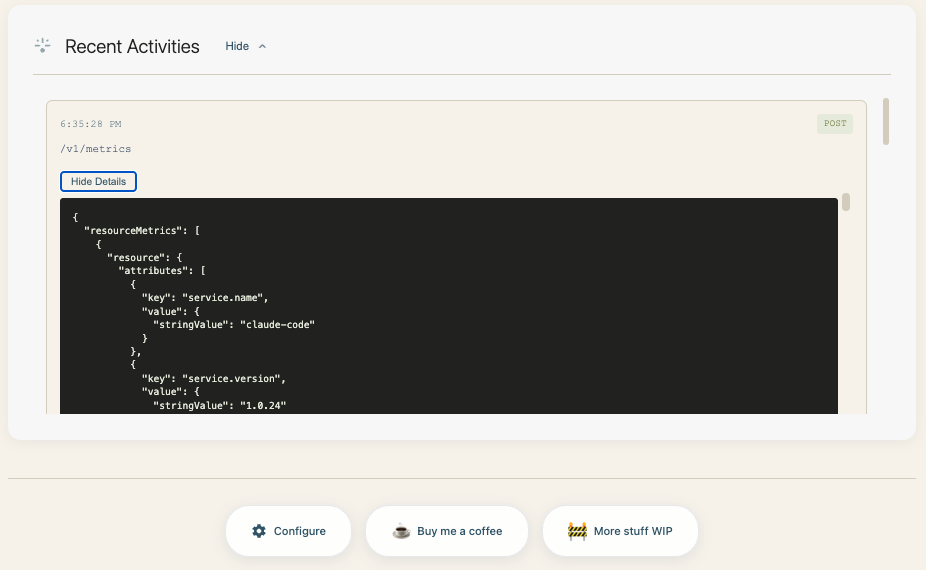 Recent Activities Hide
6:35:28 PM POST
/v1/metrics
Hide Details
{
"resourceMetrics": [
{
"resource": {
"attributes": [
{
"key": "service.name",
"value": {
"stringValue": "claude-code"
}
},
{
"key": "service.version",
"value": {
"stringValue": "1.0.24"
Configure Buy me a coffee More stuff WIP